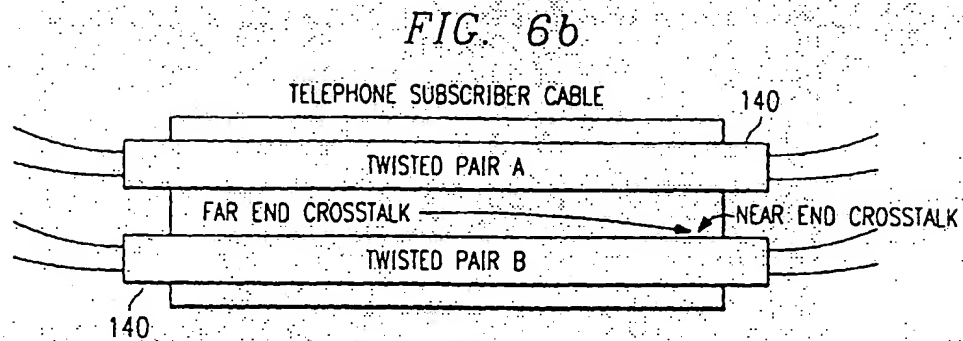 FIG. 6b
TELEPHONE SUBSCRIBER CABLE
140
TWISTED PAIR A
FAR END CROSSTALK
NEAR END CROSSTALK
TWISTED PAIR B
140